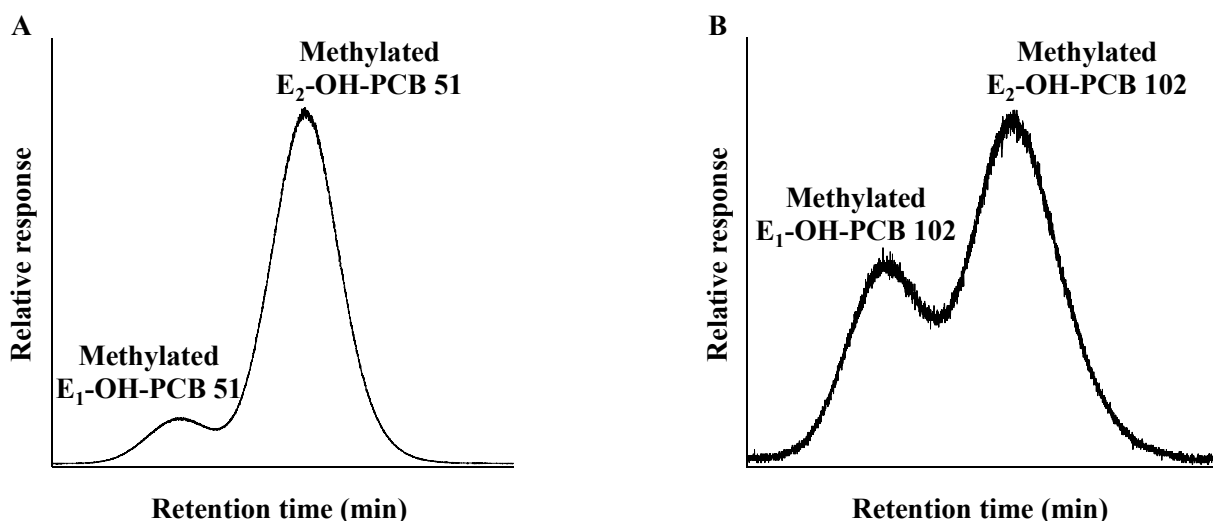 A
Methylated
E₂-OH-PCB 51
Methylated
E₁-OH-PCB 51
Relative response
Retention time (min)
B
Methylated
E₂-OH-PCB 102
Methylated
E₁-OH-PCB 102
Relative response
Retention time (min)